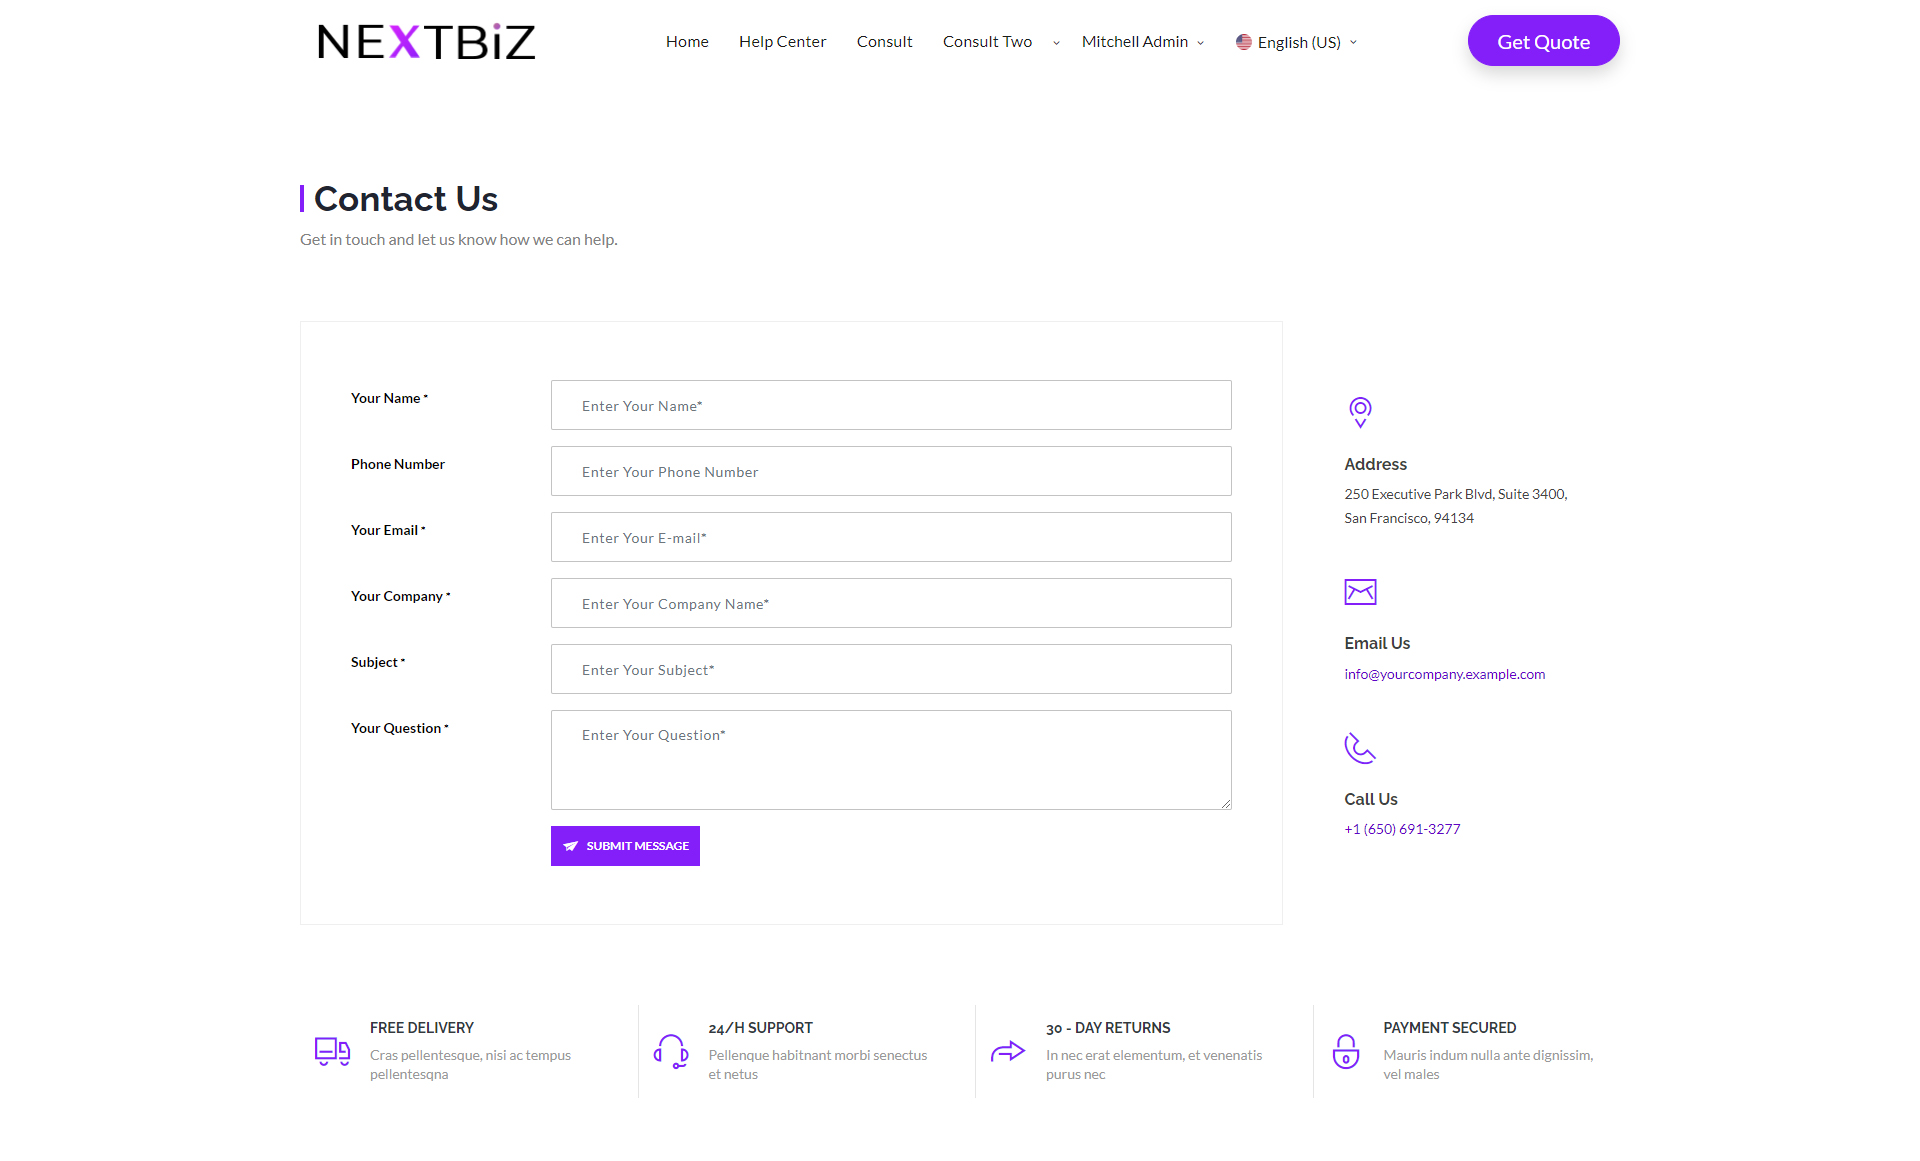 NEXTBiZ
Home Help Center Consult Consult Two Mitchell Admin English (US) Get Quote
Contact Us
Get in touch and let us know how we can help.
Your Name *
Enter Your Name*
Phone Number
Enter Your Phone Number
Your Email *
Enter Your E-mail*
Your Company *
Enter Your Company Name*
Subject *
Enter Your Subject*
Your Question *
Enter Your Question*
SUBMIT MESSAGE
Address
250 Executive Park Blvd, Suite 3400,
San Francisco, 94134
Email Us
info@yourcompany.example.com
Call Us
+1 (650) 691-3277
FREE DELIVERY
Cras pellentesque, nisi ac tempus
pellentesqna
24/H SUPPORT
Pellenque habitnant morbi senectus
et netus
30 - DAY RETURNS
In nec erat elementum, et venenatis
purus nec
PAYMENT SECURED
Mauris indum nulla ante dignissim,
vel males